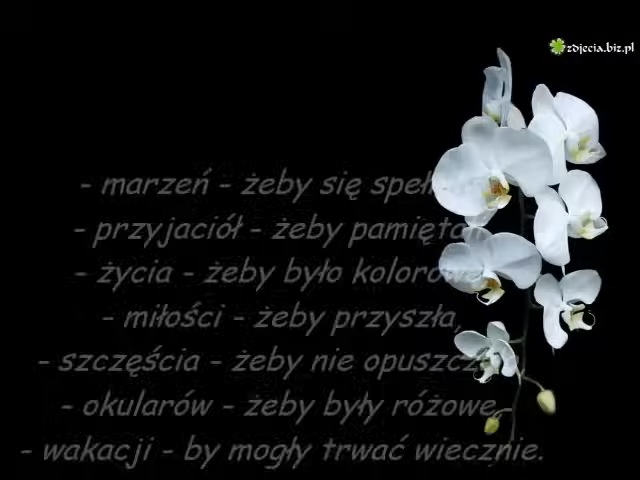 zdjecia.biz.pl
- marzeń - żeby się
- przyjaciół - żeby
- życia - żeby było kolorowe
- miłości - żeby przyszła,
- szczęścia - żeby nie
- okularów - żeby były różowe
- wakacji - by mogły trwać wiecznie.